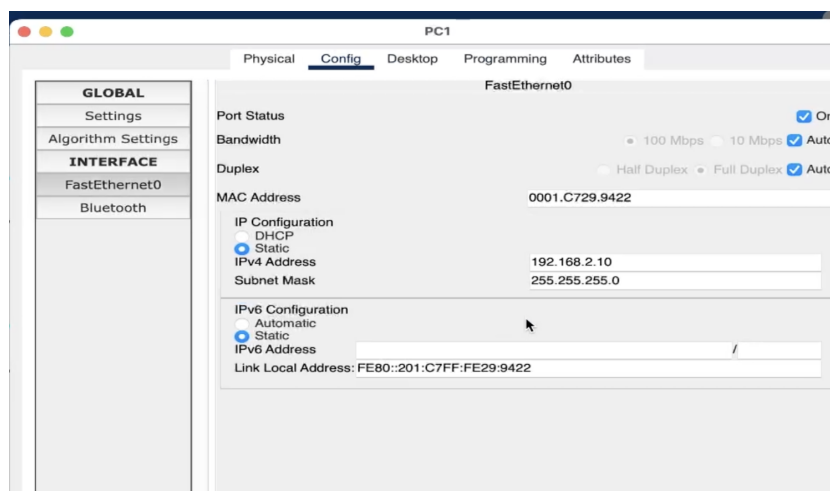 PC1
Physical Config Desktop Programming Attributes
GLOBAL
Settings
Algorithm Settings
INTERFACE
FastEthernet0
Bluetooth
FastEthernet0
Port Status
Bandwidth 100 Mbps 10 Mbps
Duplex Half Duplex Full Duplex
MAC Address 0001.C729.9422
IP Configuration
DHCP
Static
IPv4 Address 192.168.2.10
Subnet Mask 255.255.255.0
IPv6 Configuration
Automatic
Static
IPv6 Address /
Link Local Address: FE80::201:C7FF:FE29:9422